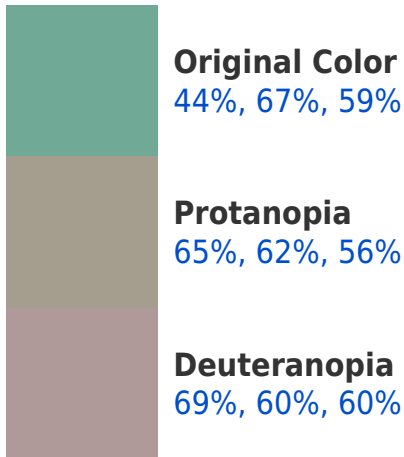 Original Color
44%, 67%, 59%
Protanopia
65%, 62%, 56%
Deuteranopia
69%, 60%, 60%